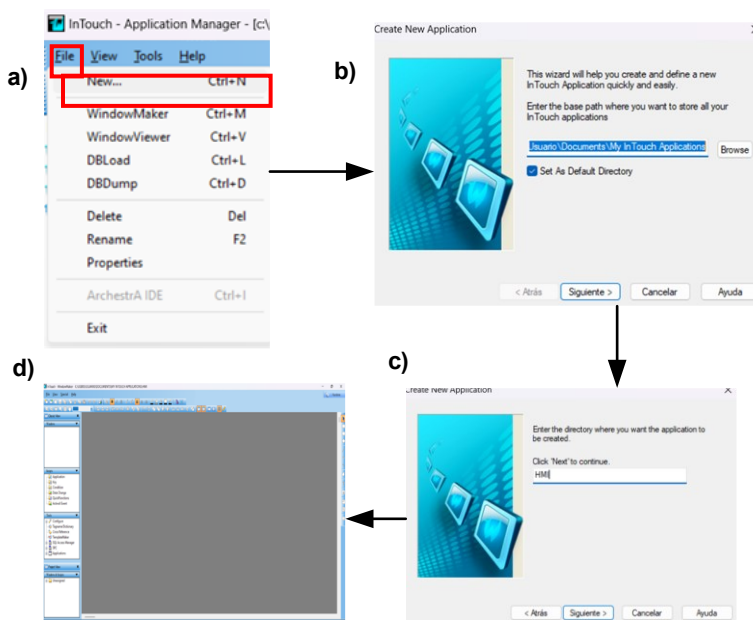 a)
InTouch - Application Manager - [c:\
File View Tools Help
New... Ctrl+N
WindowMaker Ctrl+M
WindowViewer Ctrl+V
DBLoad Ctrl+L
DBDump Ctrl+D
Delete Del
Rename F2
Properties
ArchestrA IDE Ctrl+I
Exit
b)
Create New Application
This wizard will help you create and define a new
InTouch Application quickly and easily.
Enter the base path where you want to store all your
InTouch applications
Usuario\Documents\My InTouch Applications Browse
Set As Default Directory
< Atrás Siguiente > Cancelar Ayuda
c)
Create New Application
Enter the directory where you want the application to
be created.
Click 'Next' to continue.
HMI
< Atrás Siguiente > Cancelar Ayuda
d)